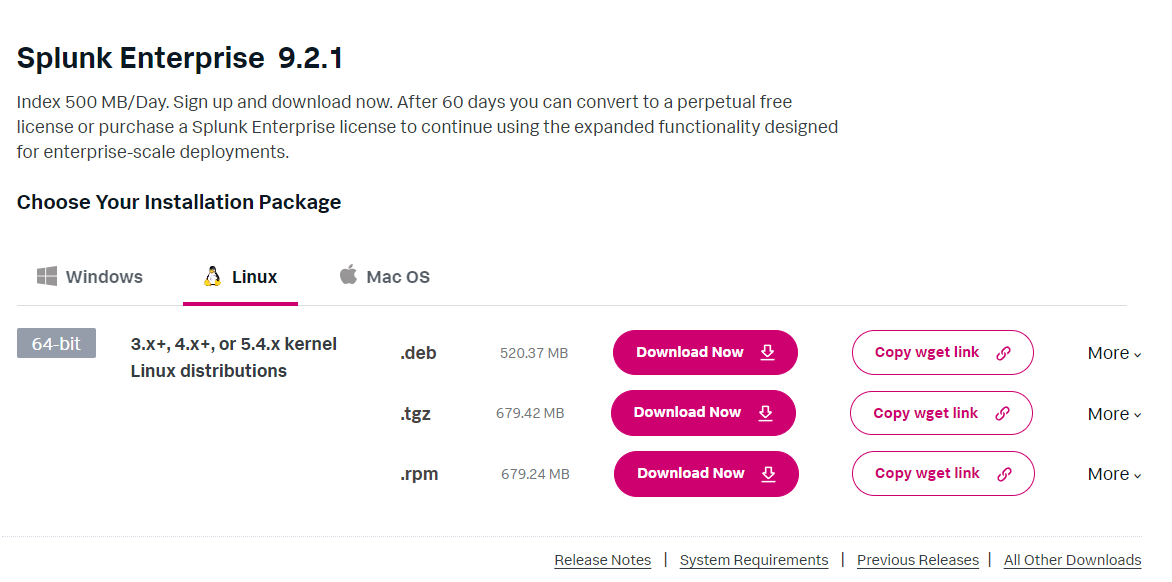 Splunk Enterprise 9.2.1
Index 500 MB/Day. Sign up and download now. After 60 days you can convert to a perpetual free
license or purchase a Splunk Enterprise license to continue using the expanded functionality designed
for enterprise-scale deployments.
Choose Your Installation Package
Windows Linux Mac OS
64-bit 3.x+, 4.x+, or 5.4.x kernel
Linux distributions
.deb 520.37 MB Download Now Copy wget link More
.tgz 679.42 MB Download Now Copy wget link More
.rpm 679.24 MB Download Now Copy wget link More
Release Notes | System Requirements | Previous Releases | All Other Downloads